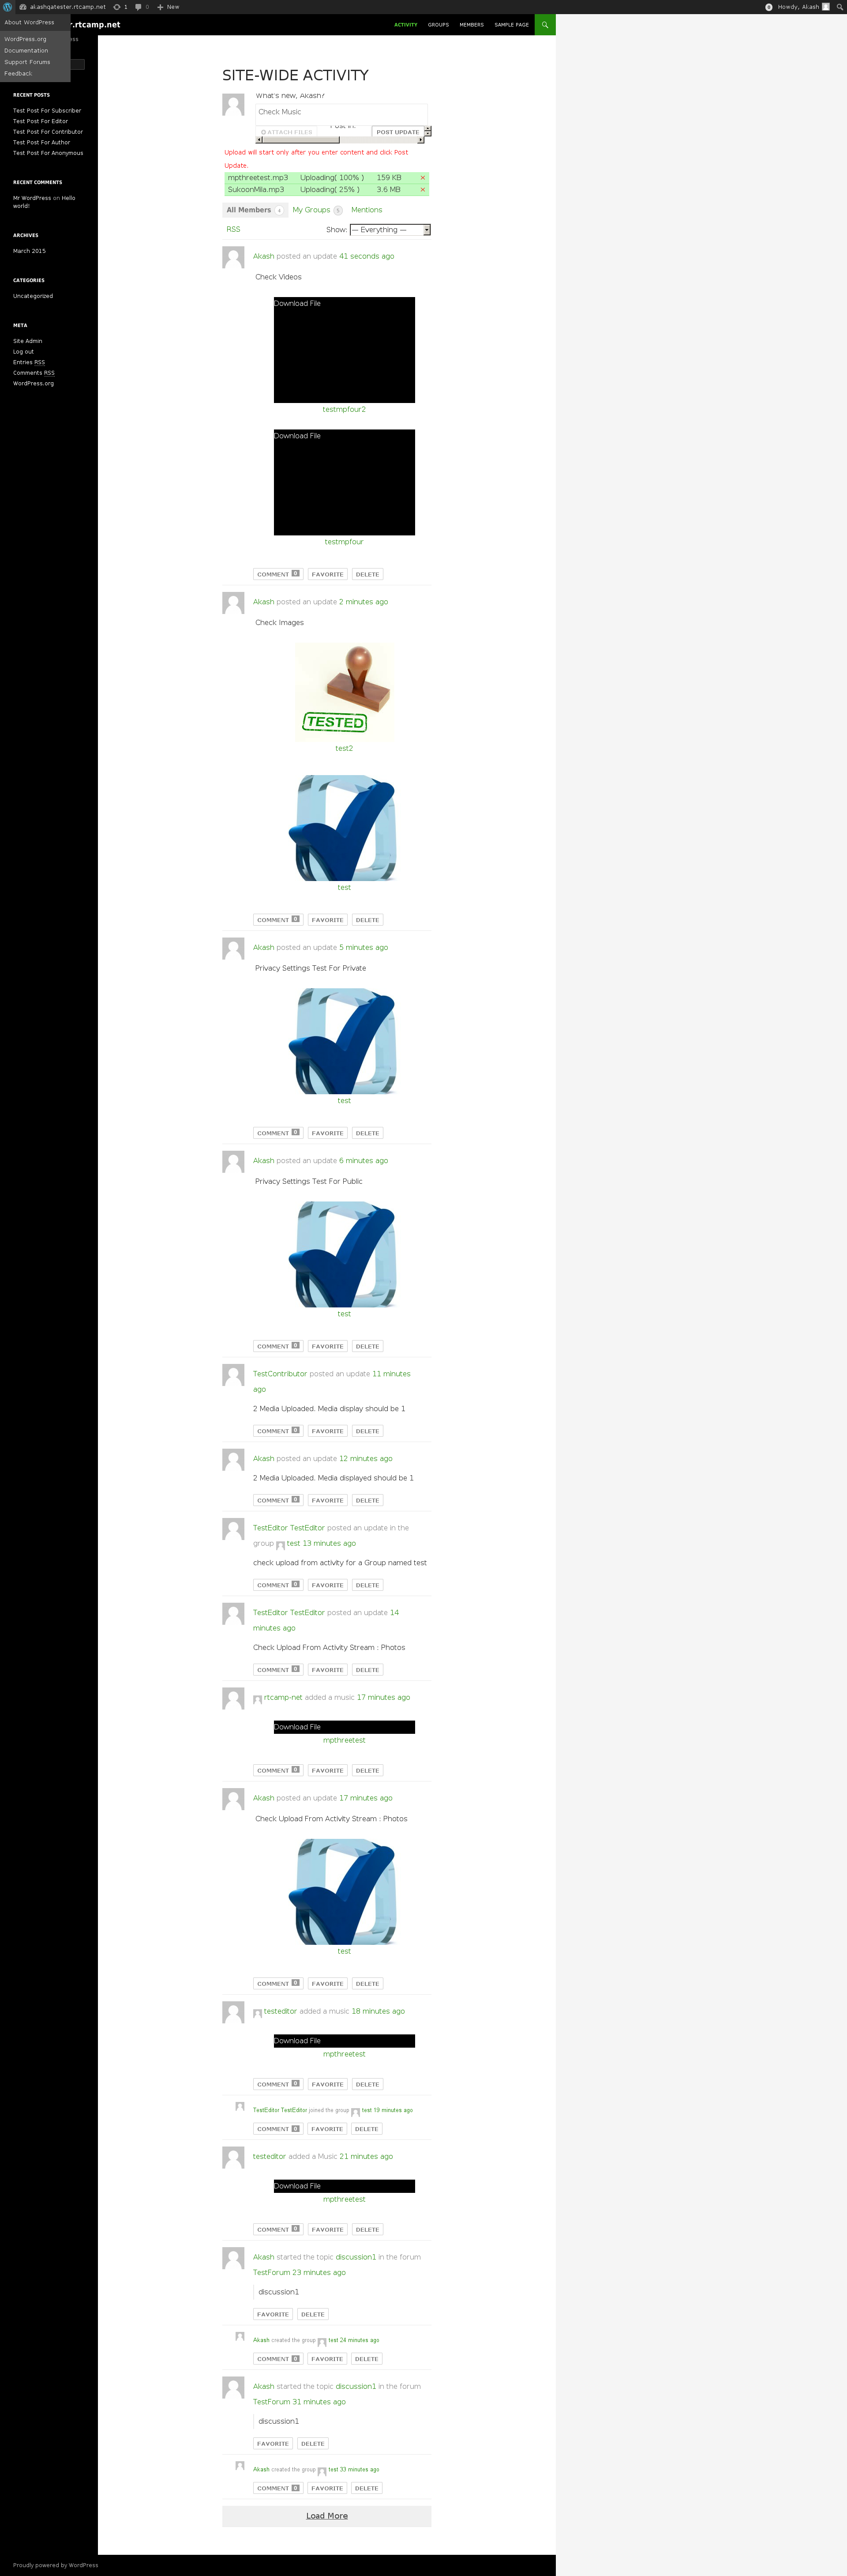 akashqatester.rtcamp.net 1 0 New 0 Howdy, Akash
About WordPress
WordPress.org
Documentation
Support Forums
Feedback
r.rtcamp.net
ACTIVITY GROUPS MEMBERS SAMPLE PAGE
RECENT POSTS
Test Post For Subscriber
Test Post For Editor
Test Post For Contributor
Test Post For Author
Test Post For Anonymous
RECENT COMMENTS
Mr WordPress on Hello
world!
ARCHIVES
March 2015
CATEGORIES
Uncategorized
META
Site Admin
Log out
Entries RSS
Comments RSS
WordPress.org
SITE-WIDE ACTIVITY
What's new, Akash?
Check Music
ATTACH FILES Post in: POST UPDATE
Upload will start only after you enter content and click Post
Update.
mpthreetest.mp3 Uploading( 100% ) 159 KB ×
SukoonMila.mp3 Uploading( 25% ) 3.6 MB ×
All Members 4 My Groups 5 Mentions
RSS Show: — Everything —
Akash posted an update 41 seconds ago
Check Videos
Download File
testmpfour2
Download File
testmpfour
COMMENT 0 FAVORITE DELETE
Akash posted an update 2 minutes ago
Check Images
TESTED
test2
test
COMMENT 0 FAVORITE DELETE
Akash posted an update 5 minutes ago
Privacy Settings Test For Private
test
COMMENT 0 FAVORITE DELETE
Akash posted an update 6 minutes ago
Privacy Settings Test For Public
test
COMMENT 0 FAVORITE DELETE
TestContributor posted an update 11 minutes
ago
2 Media Uploaded. Media display should be 1
COMMENT 0 FAVORITE DELETE
Akash posted an update 12 minutes ago
2 Media Uploaded. Media displayed should be 1
COMMENT 0 FAVORITE DELETE
TestEditor TestEditor posted an update in the
group test 13 minutes ago
check upload from activity for a Group named test
COMMENT 0 FAVORITE DELETE
TestEditor TestEditor posted an update 14
minutes ago
Check Upload From Activity Stream : Photos
COMMENT 0 FAVORITE DELETE
rtcamp-net added a music 17 minutes ago
Download File
mpthreetest
COMMENT 0 FAVORITE DELETE
Akash posted an update 17 minutes ago
Check Upload From Activity Stream : Photos
test
COMMENT 0 FAVORITE DELETE
testeditor added a music 18 minutes ago
Download File
mpthreetest
COMMENT 0 FAVORITE DELETE
TestEditor TestEditor joined the group test 19 minutes ago
COMMENT 0 FAVORITE DELETE
testeditor added a Music 21 minutes ago
Download File
mpthreetest
COMMENT 0 FAVORITE DELETE
Akash started the topic discussion1 in the forum
TestForum 23 minutes ago
discussion1
FAVORITE DELETE
Akash created the group test 24 minutes ago
COMMENT 0 FAVORITE DELETE
Akash started the topic discussion1 in the forum
TestForum 31 minutes ago
discussion1
FAVORITE DELETE
Akash created the group test 33 minutes ago
COMMENT 0 FAVORITE DELETE
Load More
Proudly powered by WordPress